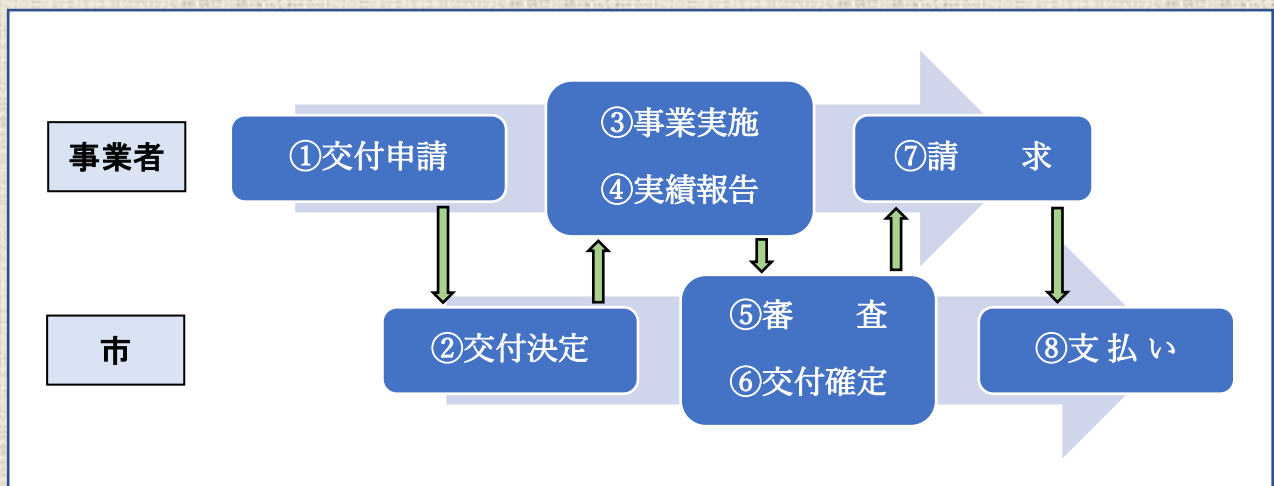 事業者
①交付申請
③事業実施
④実績報告
⑦請　　求
市
②交付決定
⑤審　　査
⑥交付確定
⑧支 払 い